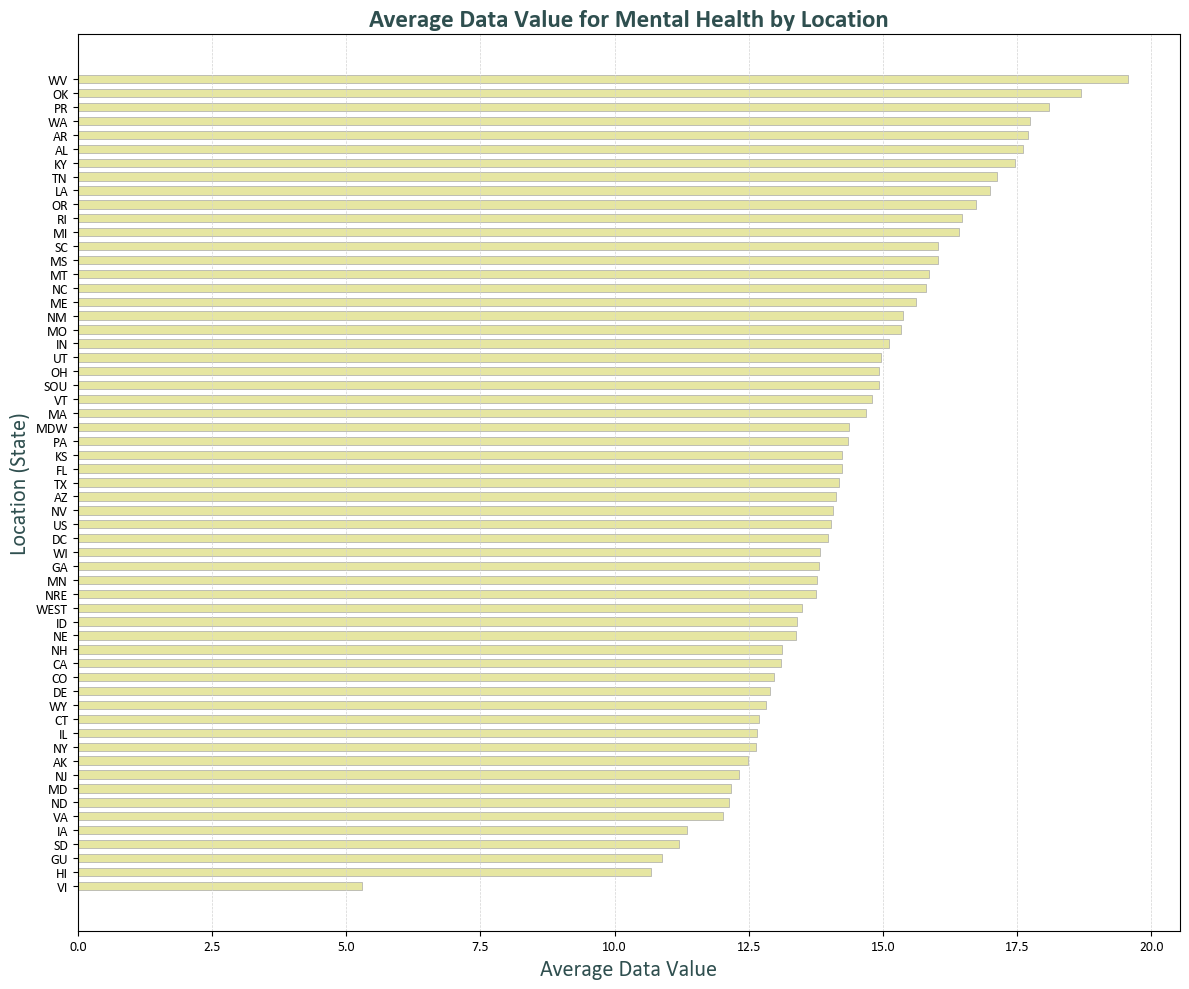 Average Data Value for Mental Health by Location
WV
OK
PR
WA
AR
AL
KY
TN
LA
OR
RI
MI
SC
MS
MT
NC
ME
NM
MO
IN
UT
OH
SOU
VT
MA
MDW
PA
KS
FL
TX
AZ
NV
US
DC
WI
GA
MN
NRE
WEST
ID
NE
NH
CA
CO
DE
WY
CT
IL
NY
AK
NJ
MD
ND
VA
IA
SD
GU
HI
VI
Location (State)
0.0 2.5 5.0 7.5 10.0 12.5 15.0 17.5 20.0
Average Data Value